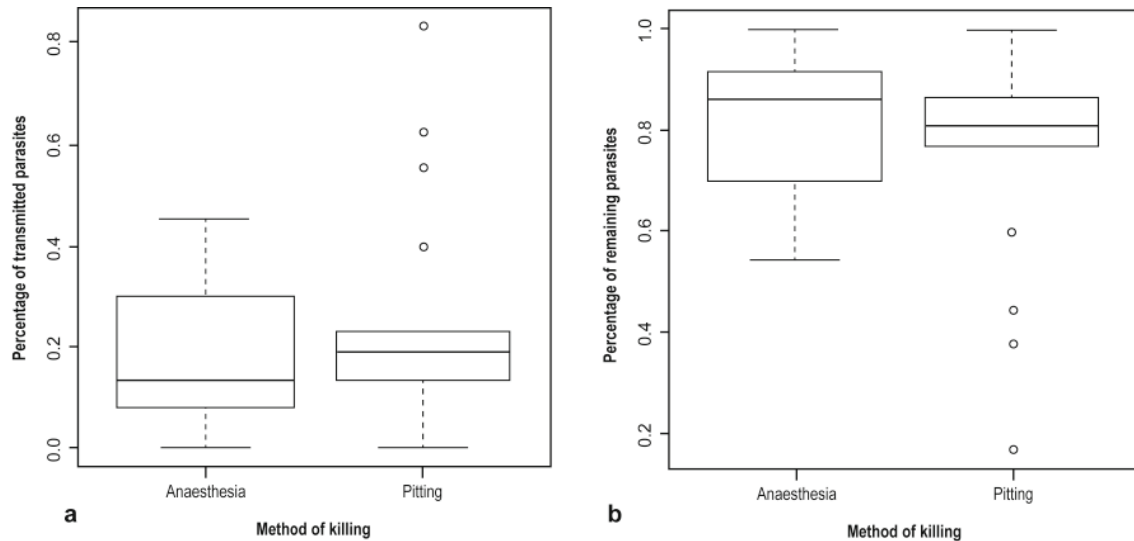 Percentage of transmitted parasites
0.8
0.6
0.4
0.2
0.0
Anaesthesia Pitting
Method of killing
a
Percentage of remaining parasites
1.0
0.8
0.6
0.4
0.2
Anaesthesia Pitting
Method of killing
b